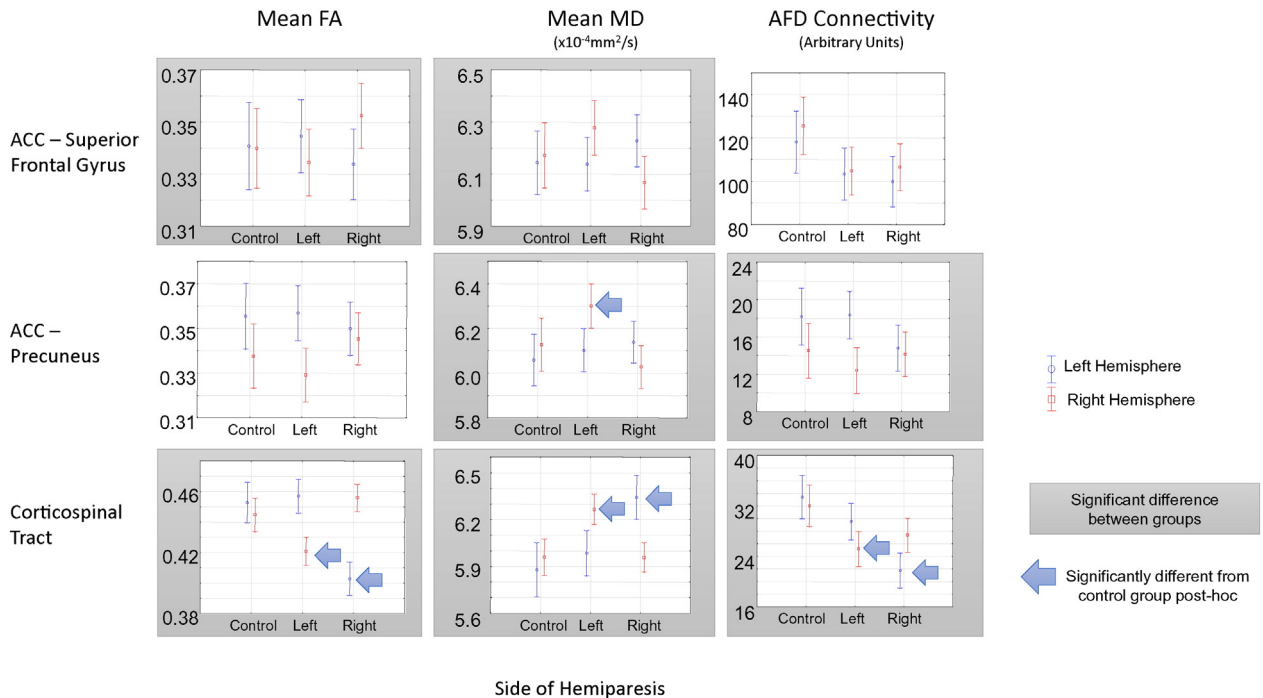 Mean FA
Mean MD
(x10⁻⁴mm²/s)
AFD Connectivity
(Arbitrary Units)
ACC – Superior
Frontal Gyrus
0.37
0.35
0.33
0.31
Control Left Right
6.5
6.3
6.1
5.9
Control Left Right
140
120
100
80
Control Left Right
ACC –
Precuneus
0.37
0.35
0.33
0.31
Control Left Right
6.4
6.2
6.0
5.8
Control Left Right
24
20
16
12
8
Control Left Right
Corticospinal
Tract
0.46
0.42
0.38
Control Left Right
6.5
6.2
5.9
5.6
Control Left Right
40
32
24
16
Control Left Right
Left Hemisphere
Right Hemisphere
Significant difference
between groups
Significantly different from
control group post-hoc
Side of Hemiparesis